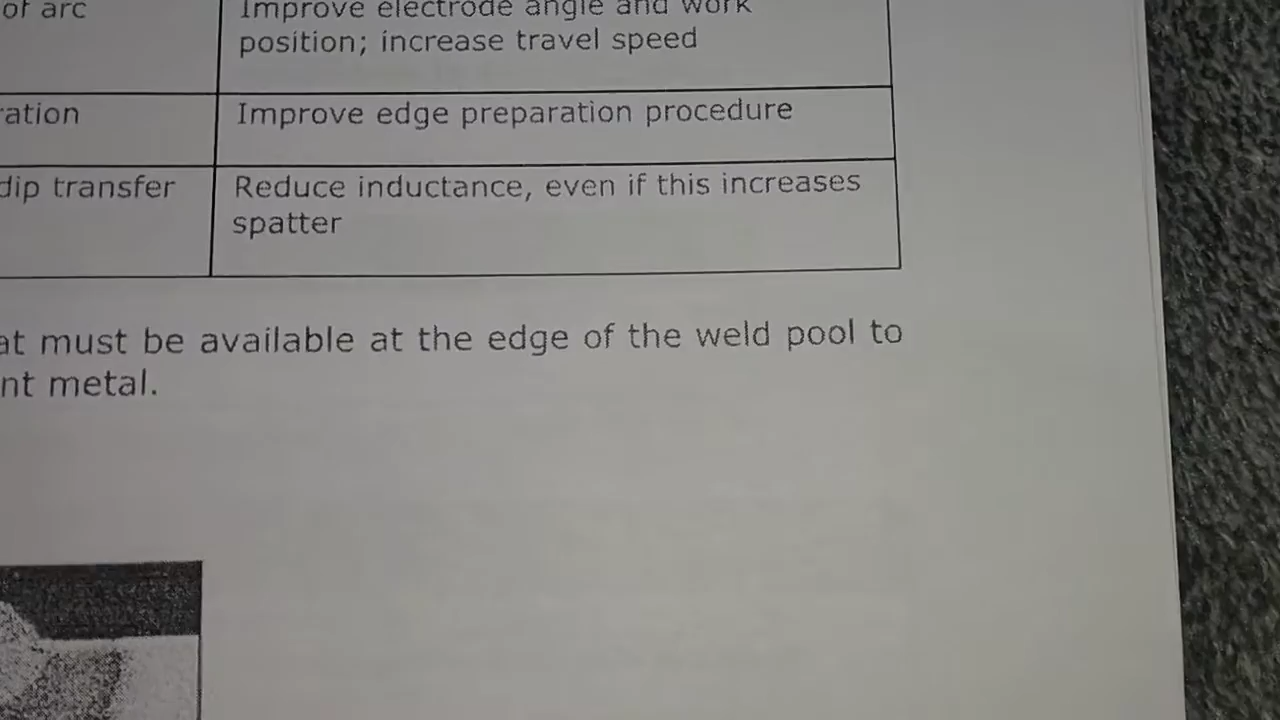 of arc
Improve electrode angle and work
position; increase travel speed
ration
Improve edge preparation procedure
dip transfer
Reduce inductance, even if this increases
spatter
at must be available at the edge of the weld pool to
nt metal.